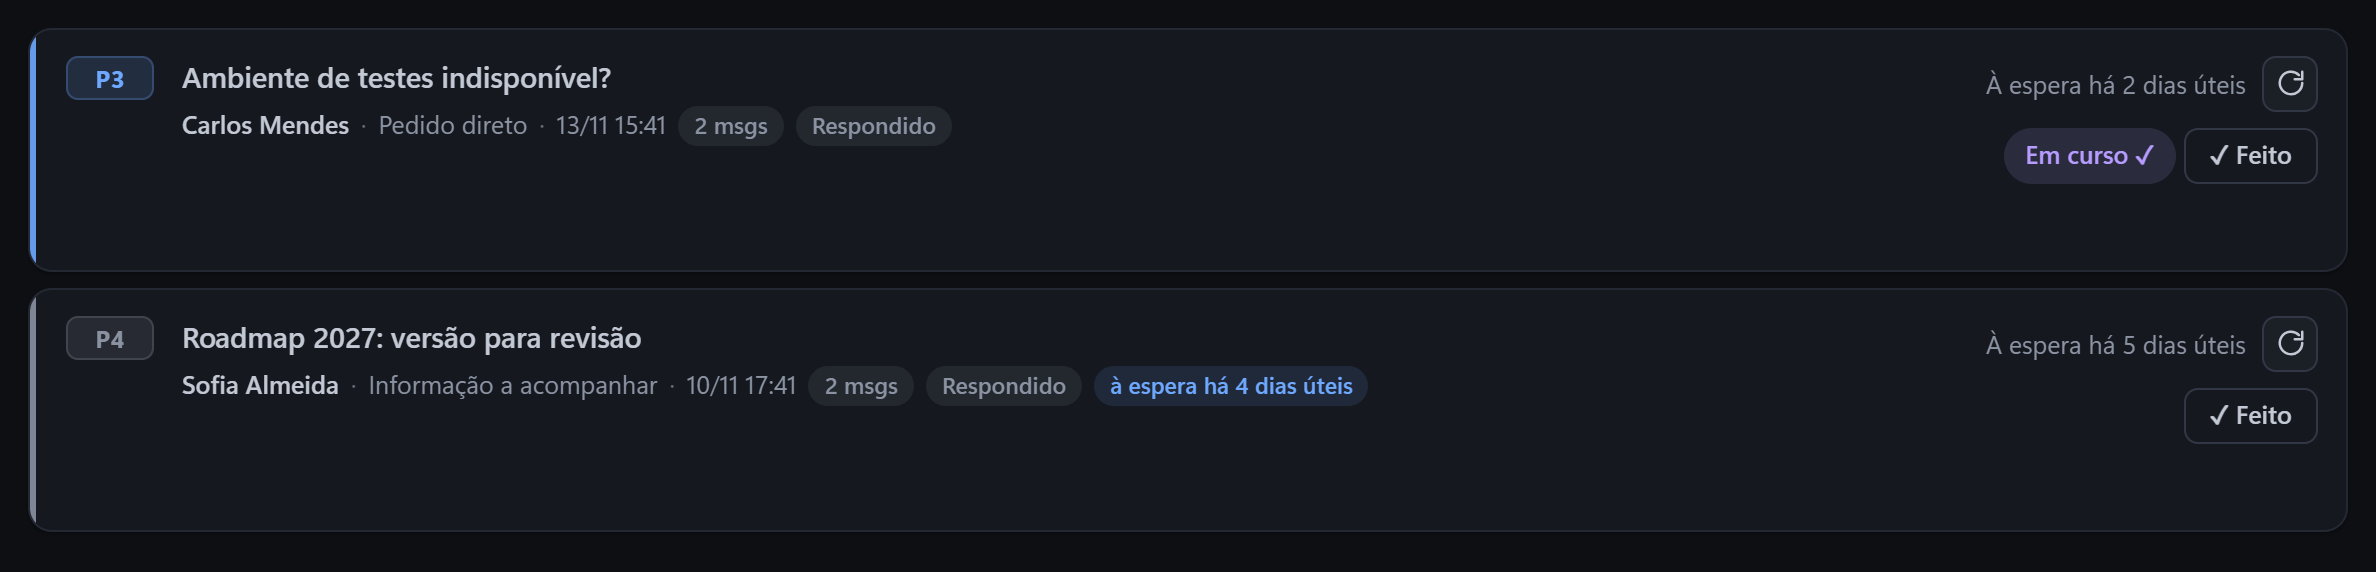 P3 Ambiente de testes indisponível? À espera há 2 dias úteis
Carlos Mendes · Pedido direto · 13/11 15:41 2 msgs Respondido
Em curso ✓ ✓ Feito
P4 Roadmap 2027: versão para revisão À espera há 5 dias úteis
Sofia Almeida · Informação a acompanhar · 10/11 17:41 2 msgs Respondido à espera há 4 dias úteis
✓ Feito